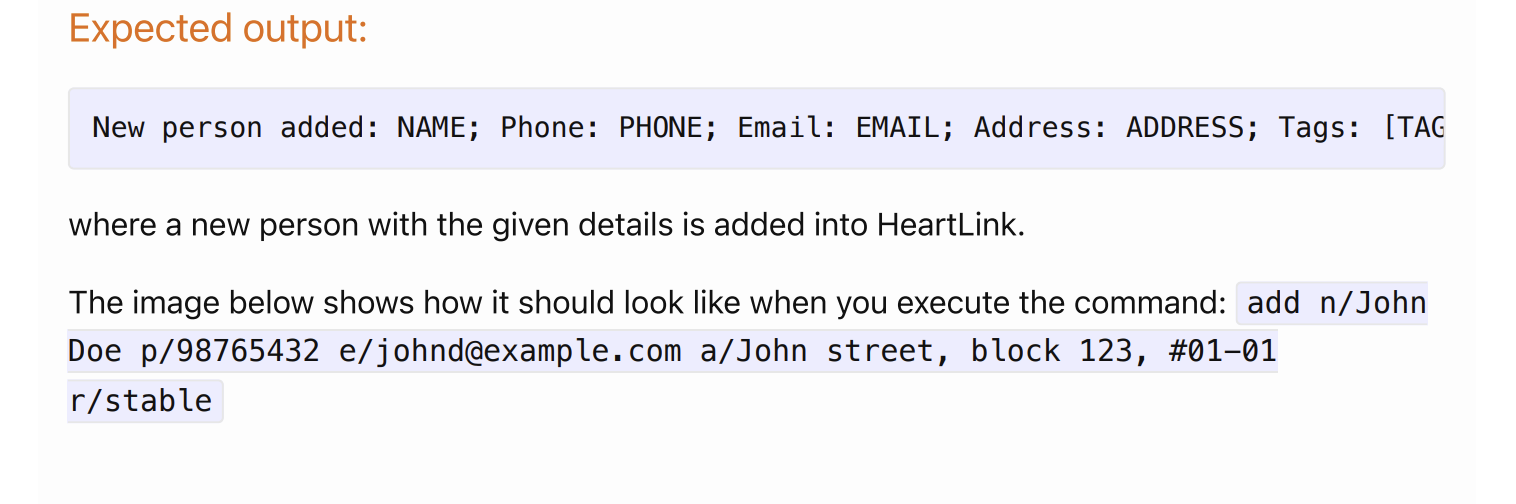 Expected output:
New person added: NAME; Phone: PHONE; Email: EMAIL; Address: ADDRESS; Tags: [TAG
where a new person with the given details is added into HeartLink.
The image below shows how it should look like when you execute the command: add n/John
Doe p/98765432 e/johnd@example.com a/John street, block 123, #01-01
r/stable